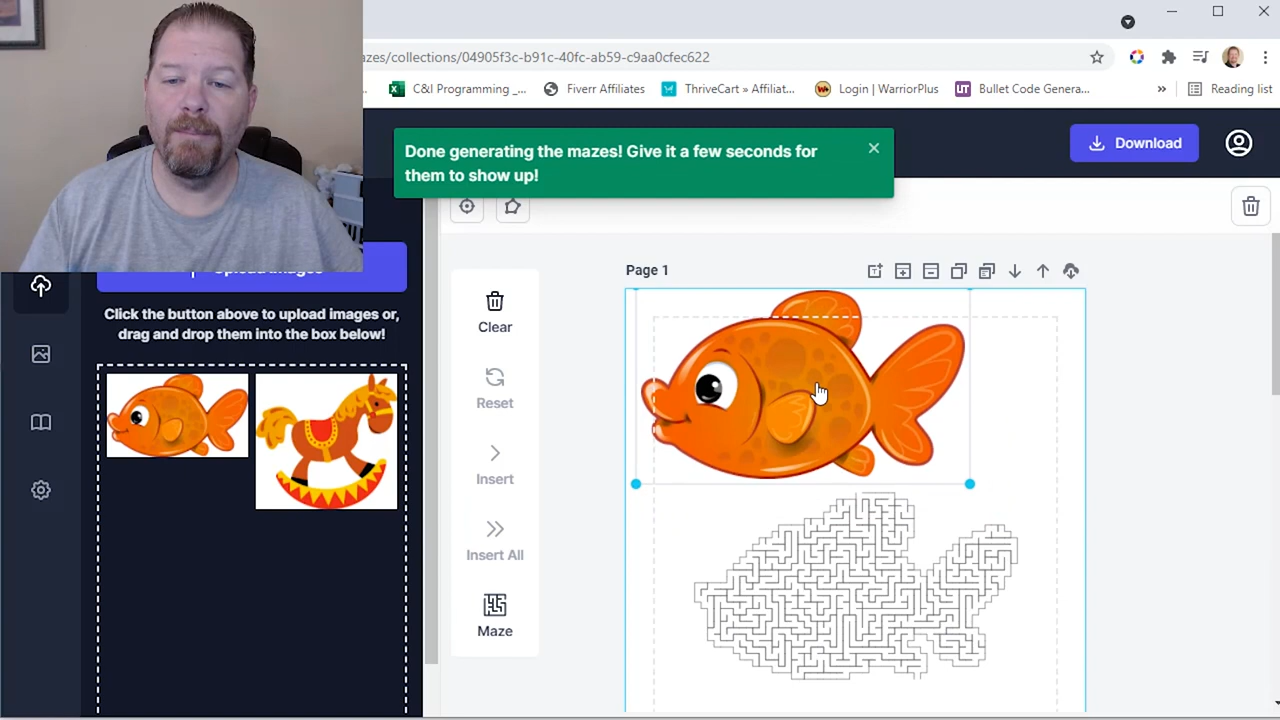 azes/collections/04905f3c-b91c-40fc-ab59-c9aa0cfec622
C&I Programming _...
Fiverr Affiliates
ThriveCart » Affiliat...
Login | WarriorPlus
UT
Bullet Code Genera...
»
Reading list
Done generating the mazes! Give it a few seconds for
them to show up!
Download
Click the button above to upload images or,
drag and drop them into the box below!
Clear
Reset
Insert
Insert All
Maze
Page 1